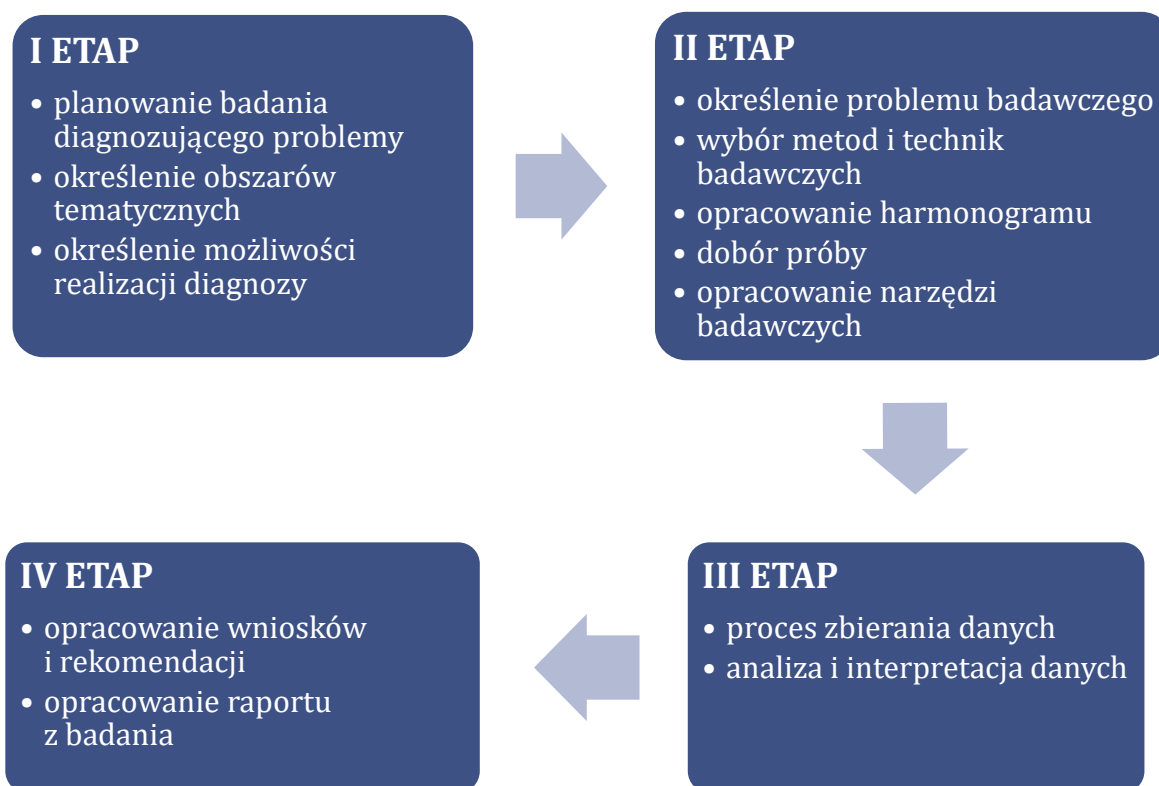 I ETAP
• planowanie badania
diagnozującego problemy
• określenie obszarów
tematycznych
• określenie możliwości
realizacji diagnozy
II ETAP
• określenie problemu badawczego
• wybór metod i technik
badawczych
• opracowanie harmonogramu
• dobór próby
• opracowanie narzędzi
badawczych
III ETAP
• proces zbierania danych
• analiza i interpretacja danych
IV ETAP
• opracowanie wniosków
i rekomendacji
• opracowanie raportu
z badania